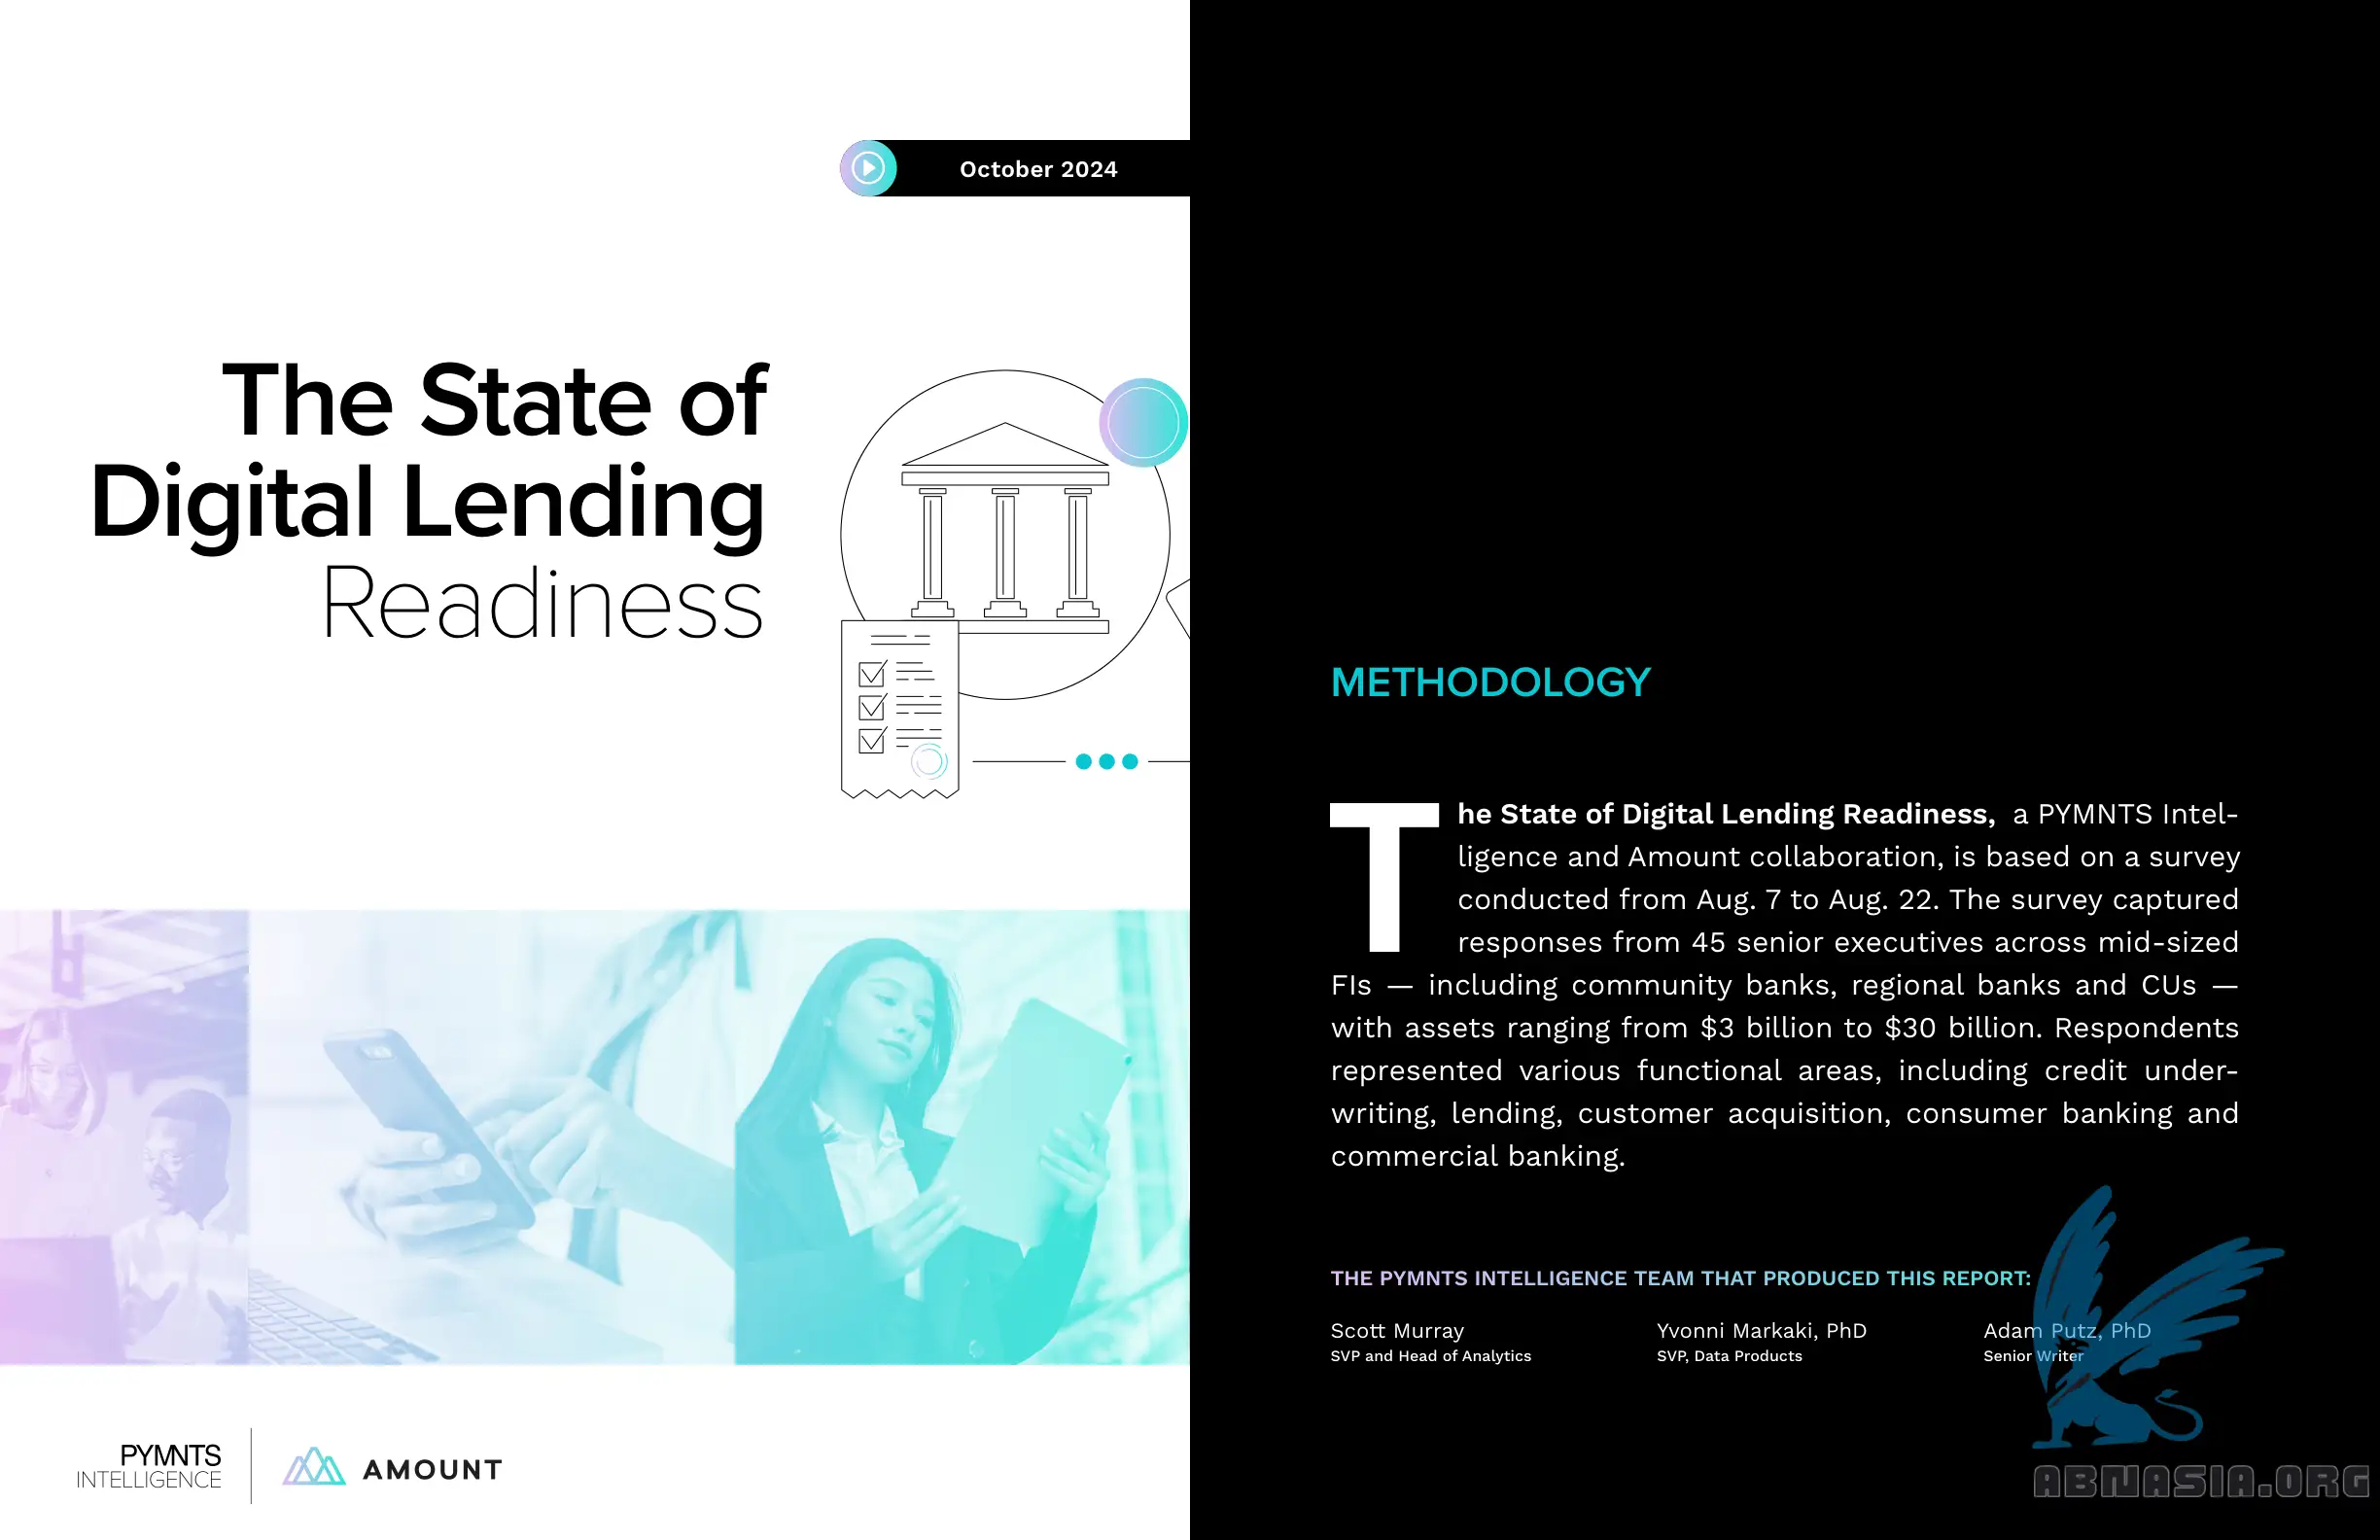 October 2024
The State of
Digital Lending
Readiness
PYMNTS
INTELLIGENCE
AMOUNT
METHODOLOGY
The State of Digital Lending Readiness, a PYMNTS Intel-
ligence and Amount collaboration, is based on a survey
conducted from Aug. 7 to Aug. 22. The survey captured
responses from 45 senior executives across mid-sized
FIs — including community banks, regional banks and CUs —
with assets ranging from $3 billion to $30 billion. Respondents
represented various functional areas, including credit under-
writing, lending, customer acquisition, consumer banking and
commercial banking.
THE PYMNTS INTELLIGENCE TEAM THAT PRODUCED THIS REPORT:
Scott Murray
SVP and Head of Analytics
Yvonni Markaki, PhD
SVP, Data Products
Adam Putz, PhD
Senior Writer
ABNASIA.ORG